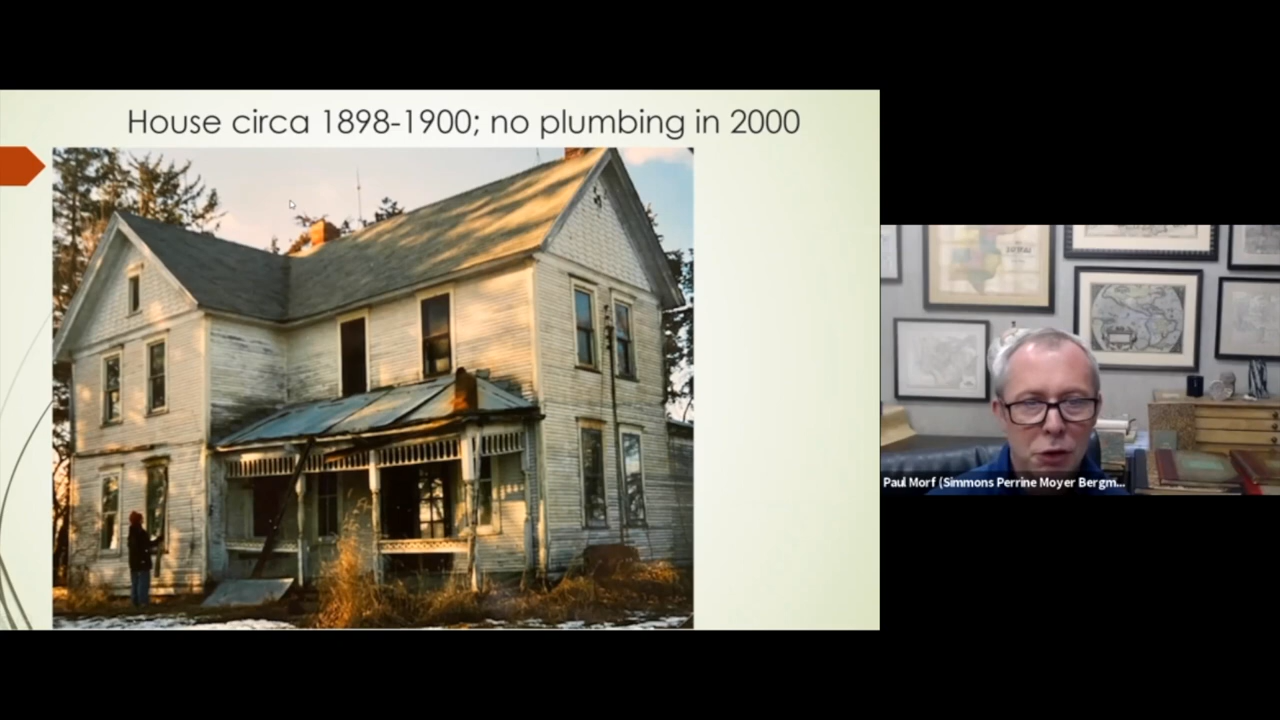 House circa 1898-1900; no plumbing in 2000
Paul Morf (Simmons Perrine Moyer Bergm...